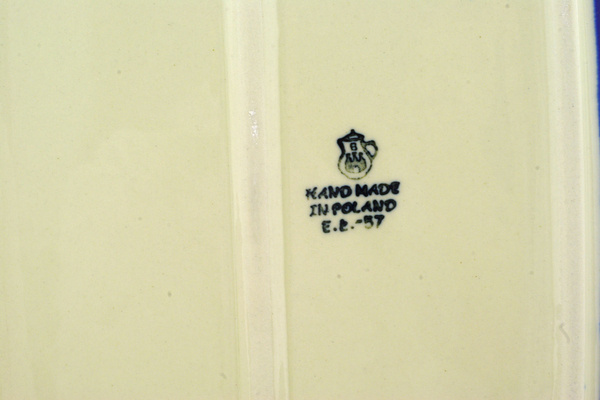 B
HAND MADE
IN POLAND
E.Ł.-57